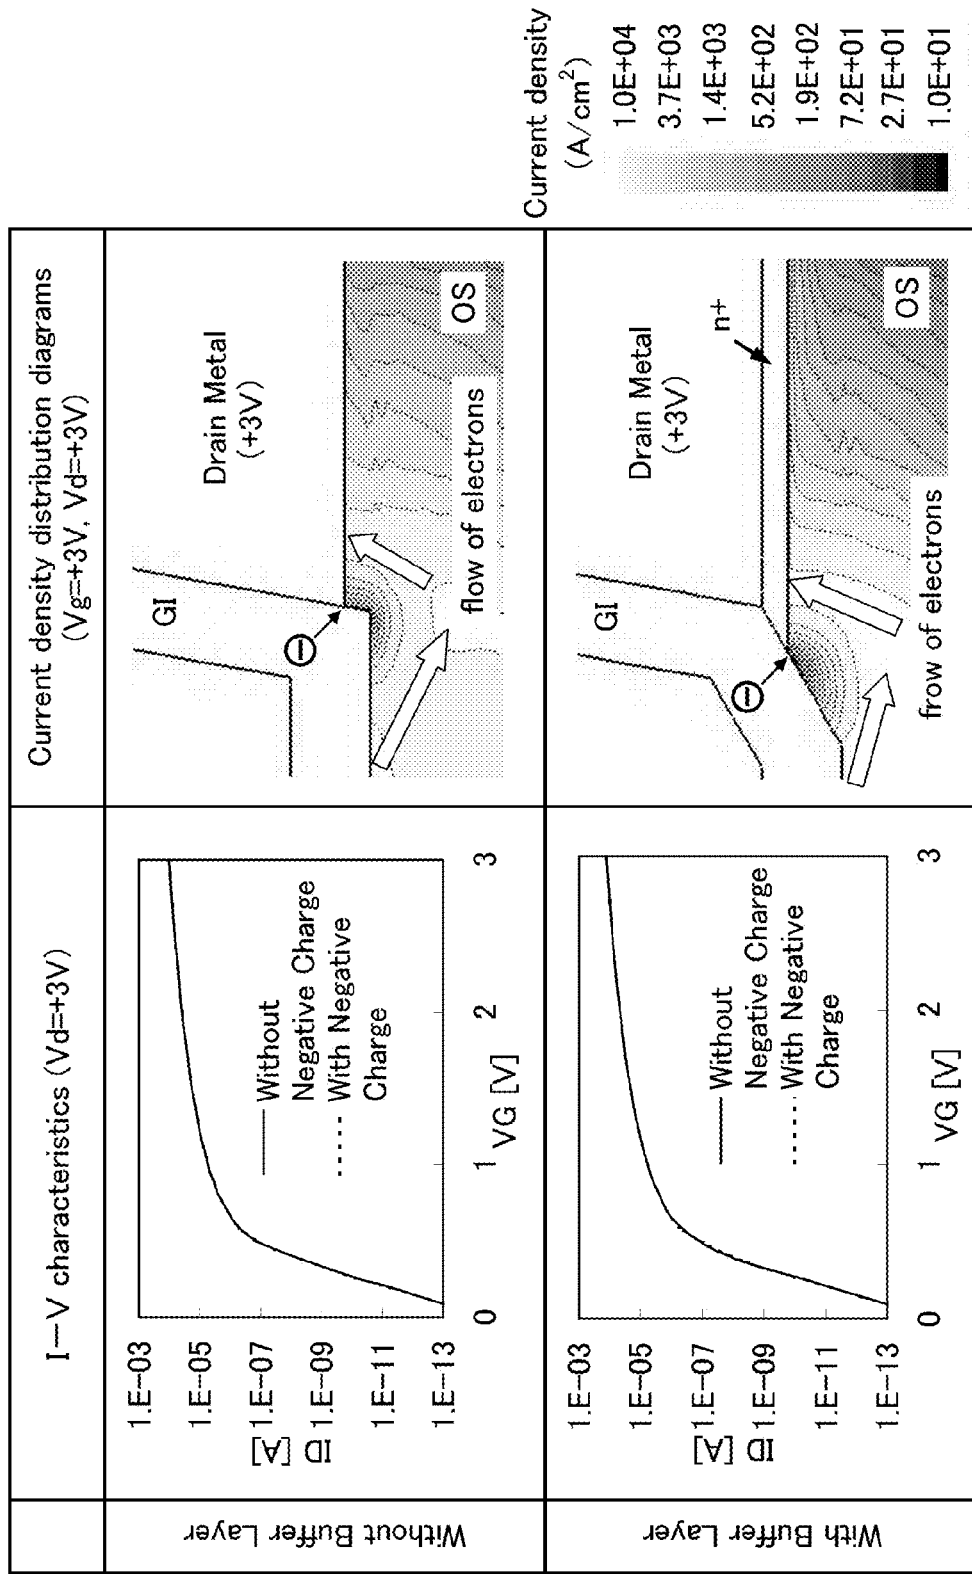 I—V characteristics (Vd=+3V)
Current density distribution diagrams
(Vg=+3V, Vd=+3V)
Without Buffer Layer
ID [A]
1.E−03
1.E−05
1.E−07
1.E−09
1.E−11
1.E−13
0
1
2
3
VG [V]
Without
Negative Charge
With Negative
Charge
GI
Drain Metal
(+3V)
−
OS
flow of electrons
With Buffer Layer
ID [A]
1.E−03
1.E−05
1.E−07
1.E−09
1.E−11
1.E−13
0
1
2
3
VG [V]
Without
Negative Charge
With Negative
Charge
GI
Drain Metal
(+3V)
n+
−
OS
frow of electrons
Current density
(A/cm²)
1.0E+04
3.7E+03
1.4E+03
5.2E+02
1.9E+02
7.2E+01
2.7E+01
1.0E+01